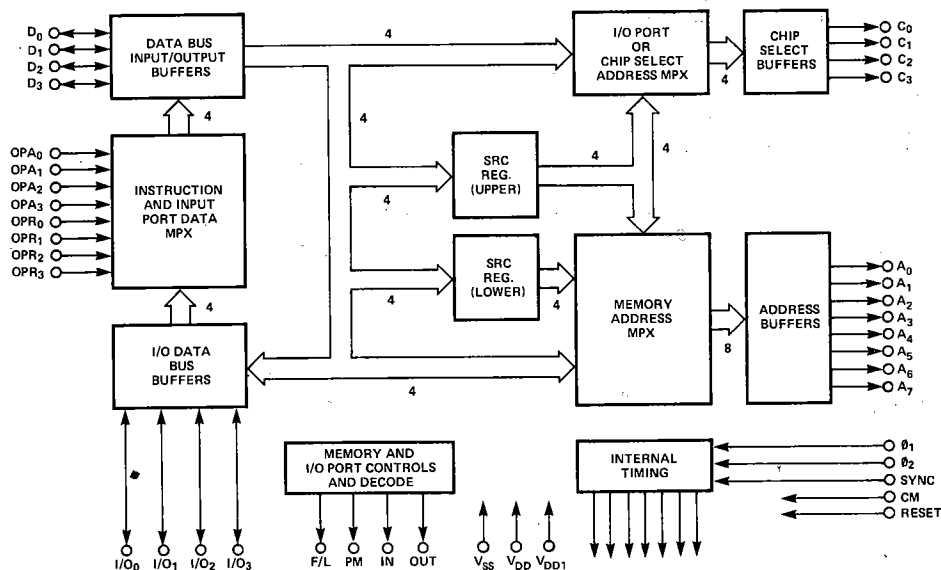 D0
D1
D2
D3
DATA BUS
INPUT/OUTPUT
BUFFERS
4
I/O PORT
OR
CHIP SELECT
ADDRESS MPX
4
CHIP
SELECT
BUFFERS
C0
C1
C2
C3
4
4
OPA0
OPA1
OPA2
OPA3
OPR0
OPR1
OPR2
OPR3
INSTRUCTION
AND INPUT
PORT DATA
MPX
4
SRC
REG.
(UPPER)
4
4
4
SRC
REG.
(LOWER)
4
4
MEMORY
ADDRESS
MPX
8
ADDRESS
BUFFERS
A0
A1
A2
A3
A4
A5
A6
A7
4
I/O DATA
BUS
BUFFERS
4
MEMORY AND
I/O PORT CONTROLS
AND DECODE
INTERNAL
TIMING
Ø1
Ø2
SYNC
CM
RESET
I/O0
I/O1
I/O2
I/O3
F/L
PM
IN
OUT
VSS
VDD
VDD1